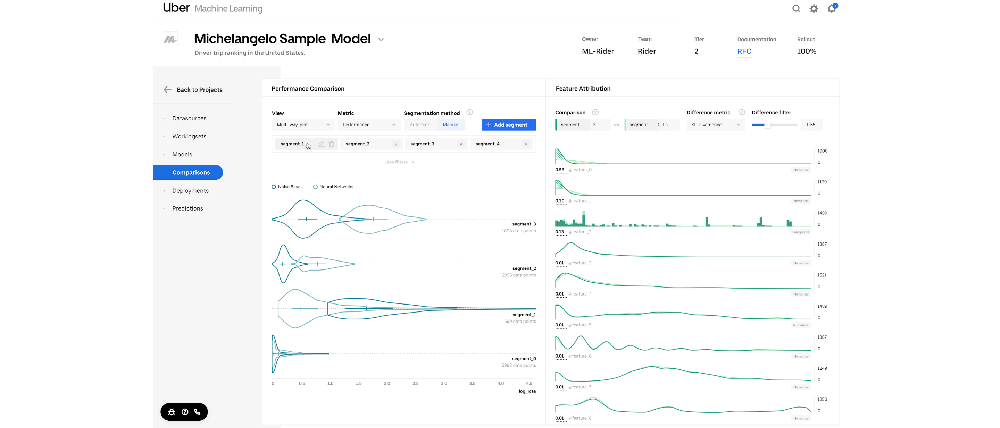 Uber Machine Learning
3
Michelangelo Sample Model
Driver trip ranking in the United States.
Owner
ML-Rider
Team
Rider
Tier
2
Documentation
RFC
Rollout
100%
Back to Projects
Datasources
Workingsets
Models
Comparisons
Deployments
Predictions
Performance Comparison
View
Multi-way-plot
Metric
Performance
Segmentation method ?
Automate Manual
+ Add segment
segment_1
segment_2 2
segment_3 4
segment_4 4
Less filters
Naive Bayes Neural Networks
segment_3
1008 data points
segment_2
2395 data points
segment_1
599 data points
segment_0
5998 data points
0 0.5 1.0 1.5 2.0 2.5 3.0 3.5 4.0 4.5
log_loss
Feature Attribution
Comparison ?
segment 3 vs. segment 0, 1, 2
Difference metric ?
KL-Divergence
Difference filter
0.55
1900
0
0.53 @feature_0 Numerical
1199
0
0.20 @feature_1 Numerical
1489
0
0.13 @feature_2 Categorical
1387
0
0.01 @feature_3 Numerical
1521
0
0.01 @feature_4 Numerical
1489
0
0.01 @feature_5 Numerical
1387
0
0.01 @feature_6 Numerical
1249
0
0.01 @feature_7 Numerical
1250
0
0.01 @feature_8 Numerical
?